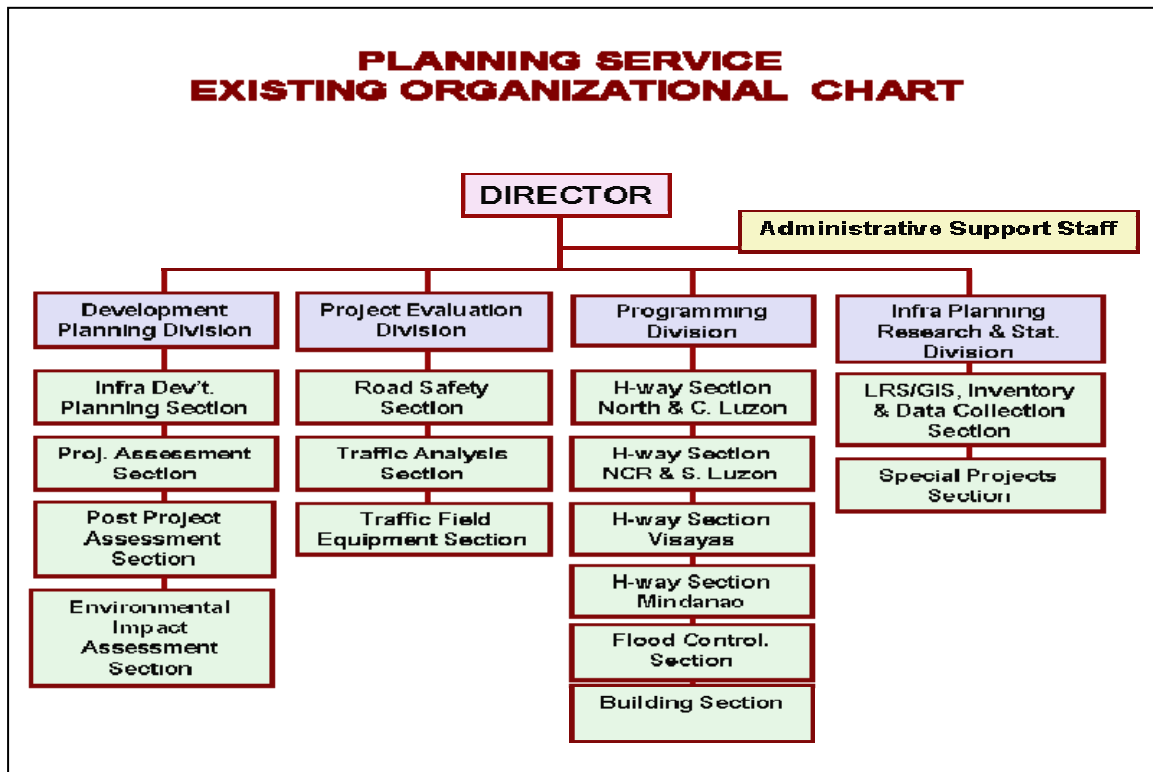 PLANNING SERVICE
EXISTING ORGANIZATIONAL CHART
DIRECTOR
Administrative Support Staff
Development
Planning Division
Infra Dev't.
Planning Section
Proj. Assessment
Section
Post Project
Assessment
Section
Environmental
Impact
Assessment
Section
Project Evaluation
Division
Road Safety
Section
Traffic Analysis
Section
Traffic Field
Equipment Section
Programming
Division
H-way Section
North & C. Luzon
H-way Section
NCR & S. Luzon
H-way Section
Visayas
H-way Section
Mindanao
Flood Control.
Section
Building Section
Infra Planning
Research & Stat.
Division
LRS/GIS, Inventory
& Data Collection
Section
Special Projects
Section